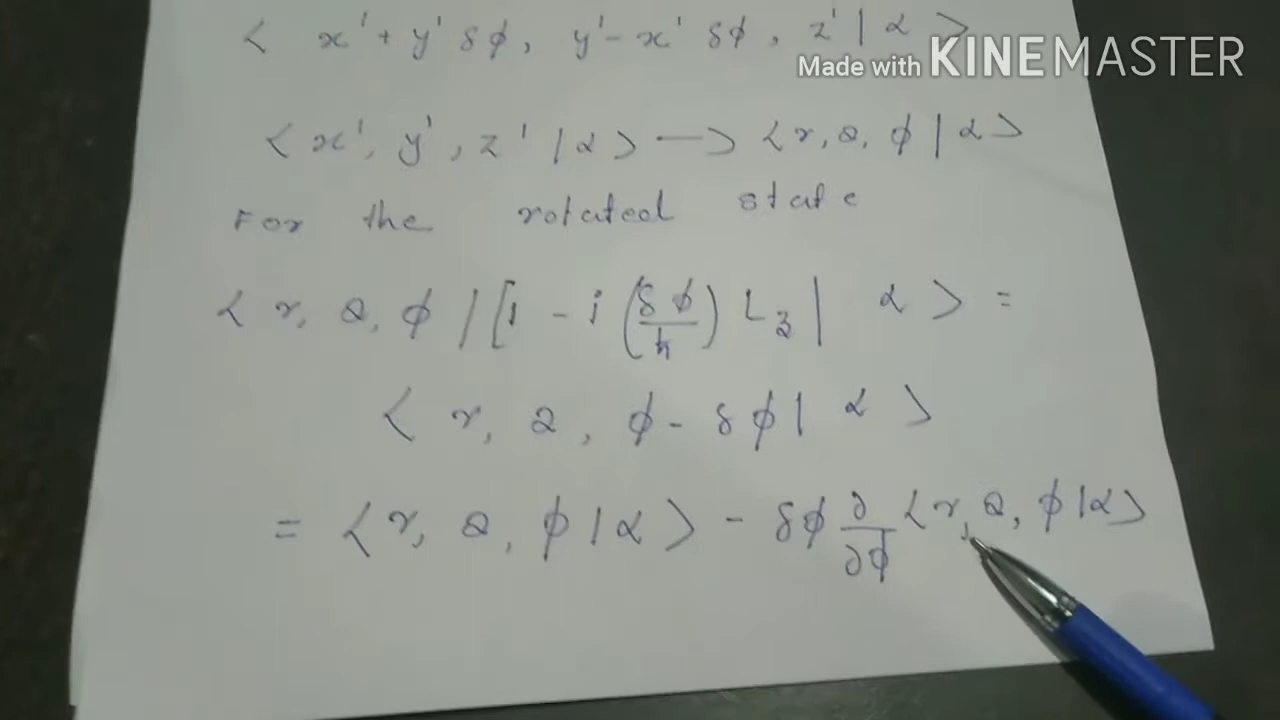 < x' + y' δφ, y' - x' δφ, z' | α >
Made with KINEMASTER
< x', y', z' | α > —> < r, θ, φ | α >
For the rotated state
< r, θ, φ | [1 - i (δφ/ħ) L_z | α > =
< r, θ, φ - δφ | α >
= < r, θ, φ | α > - δφ ∂/∂φ < r, θ, φ | α >